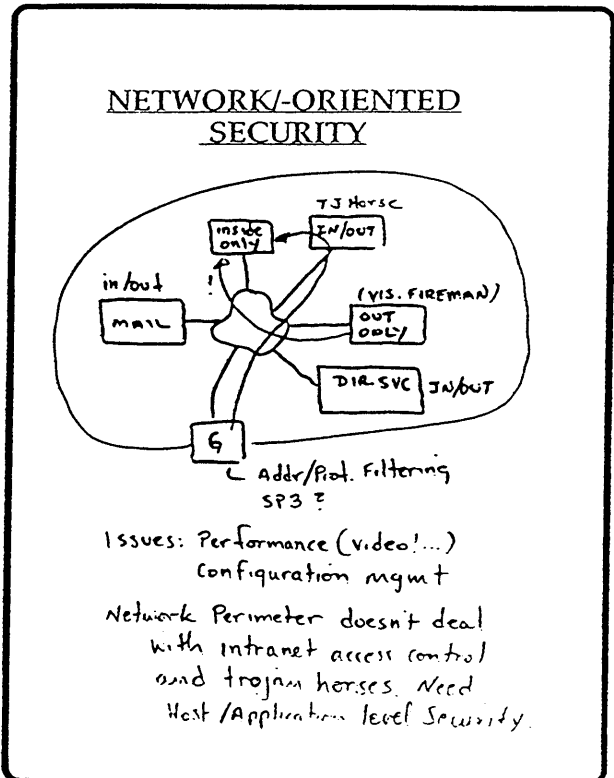 NETWORK/-ORIENTED
SECURITY
TJ Horse
inside
only
IN/OUT
in/out
!
(VIS. FIREMAN)
MAIL
OUT
ONLY
DIR SVC
IN/OUT
G
Addr/Prot. Filtering
SP3 ?
Issues: Performance (video!...)
Configuration mgmt
Network Perimeter doesn't deal
with intranet access control
and trojan horses. Need
Host/Application level Security.